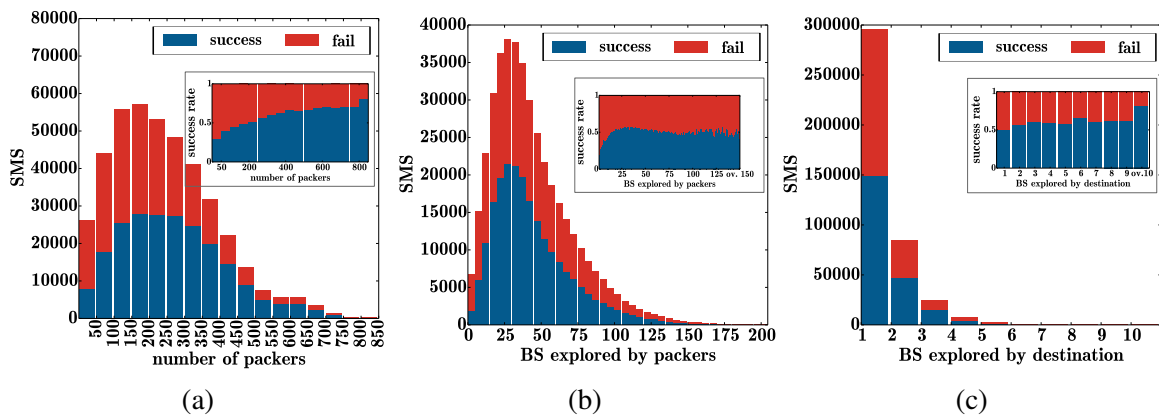 80000
70000
60000
50000
40000
30000
20000
10000
0
SMS
success fail
1
0.5
0
success rate
50 200 400 600 800
number of packers
50 100 150 200 250 300 350 400 450 500 550 600 650 700 750 800 850
number of packers
(a)
40000
35000
30000
25000
20000
15000
10000
5000
0
SMS
success fail
1
0.5
0
success rate
25 50 75 100 125 ov. 150
BS explored by packers
0 25 50 75 100 125 150 175 200
BS explored by packers
(b)
300000
250000
200000
150000
100000
50000
0
SMS
success fail
1
0.5
0
success rate
1 2 3 4 5 6 7 8 9 ov.10
BS explored by destination
1 2 3 4 5 6 7 8 9 10
BS explored by destination
(c)